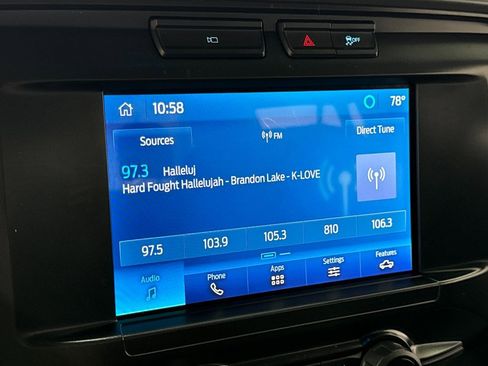 OFF
10:58
78°
Sources
FM
Direct Tune
97.3 Halleluj
Hard Fought Hallelujah - Brandon Lake - K-LOVE
97.5 103.9 105.3 810 106.3
Audio Phone Apps Settings Features